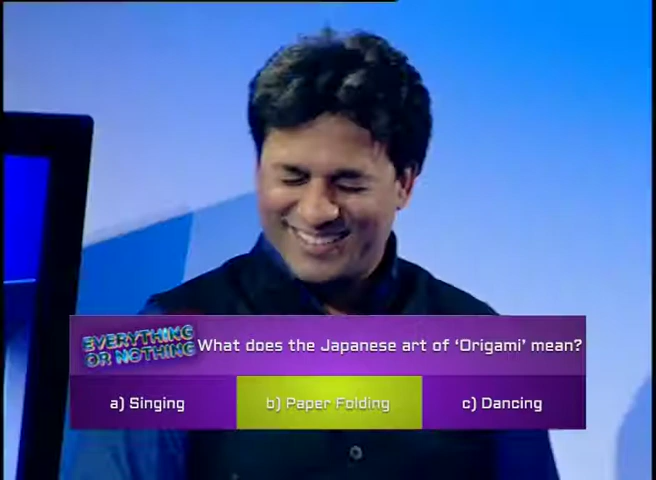 EVERYTHING
OR NOTHING
What does the Japanese art of ‘Origami’ mean?
a) Singing
b) Paper Folding
c) Dancing